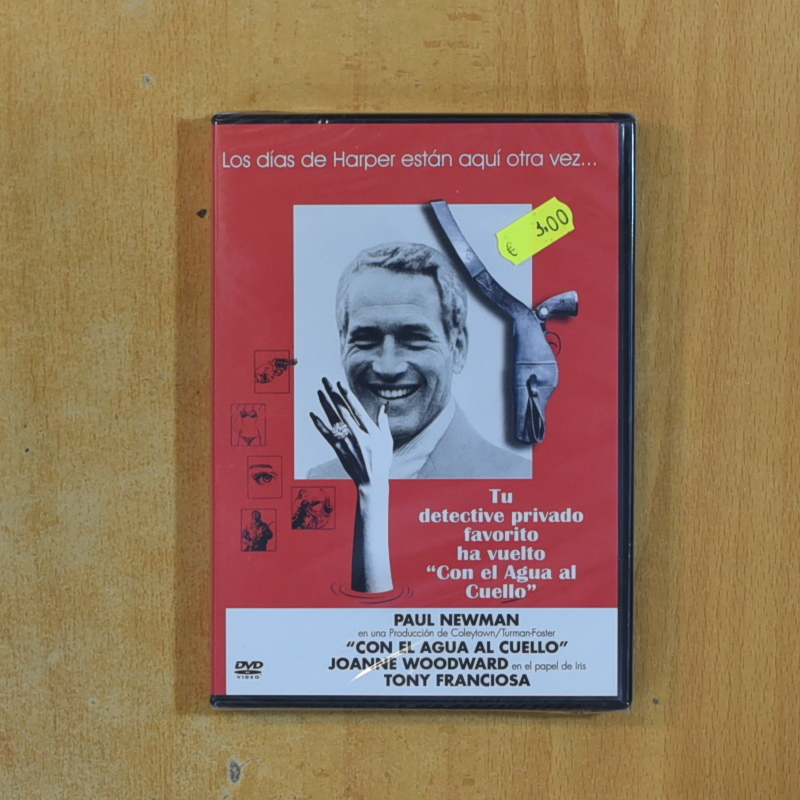 Los días de Harper están aquí otra vez...
€ 3,00
Tu
detective privado
favorito
ha vuelto
“Con el Agua al
Cuello”
PAUL NEWMAN
en una Producción de Coleytown/Turman-Foster
“CON EL AGUA AL CUELLO”
JOANNE WOODWARD en el papel de Iris
TONY FRANCIOSA
DVD
VIDEO